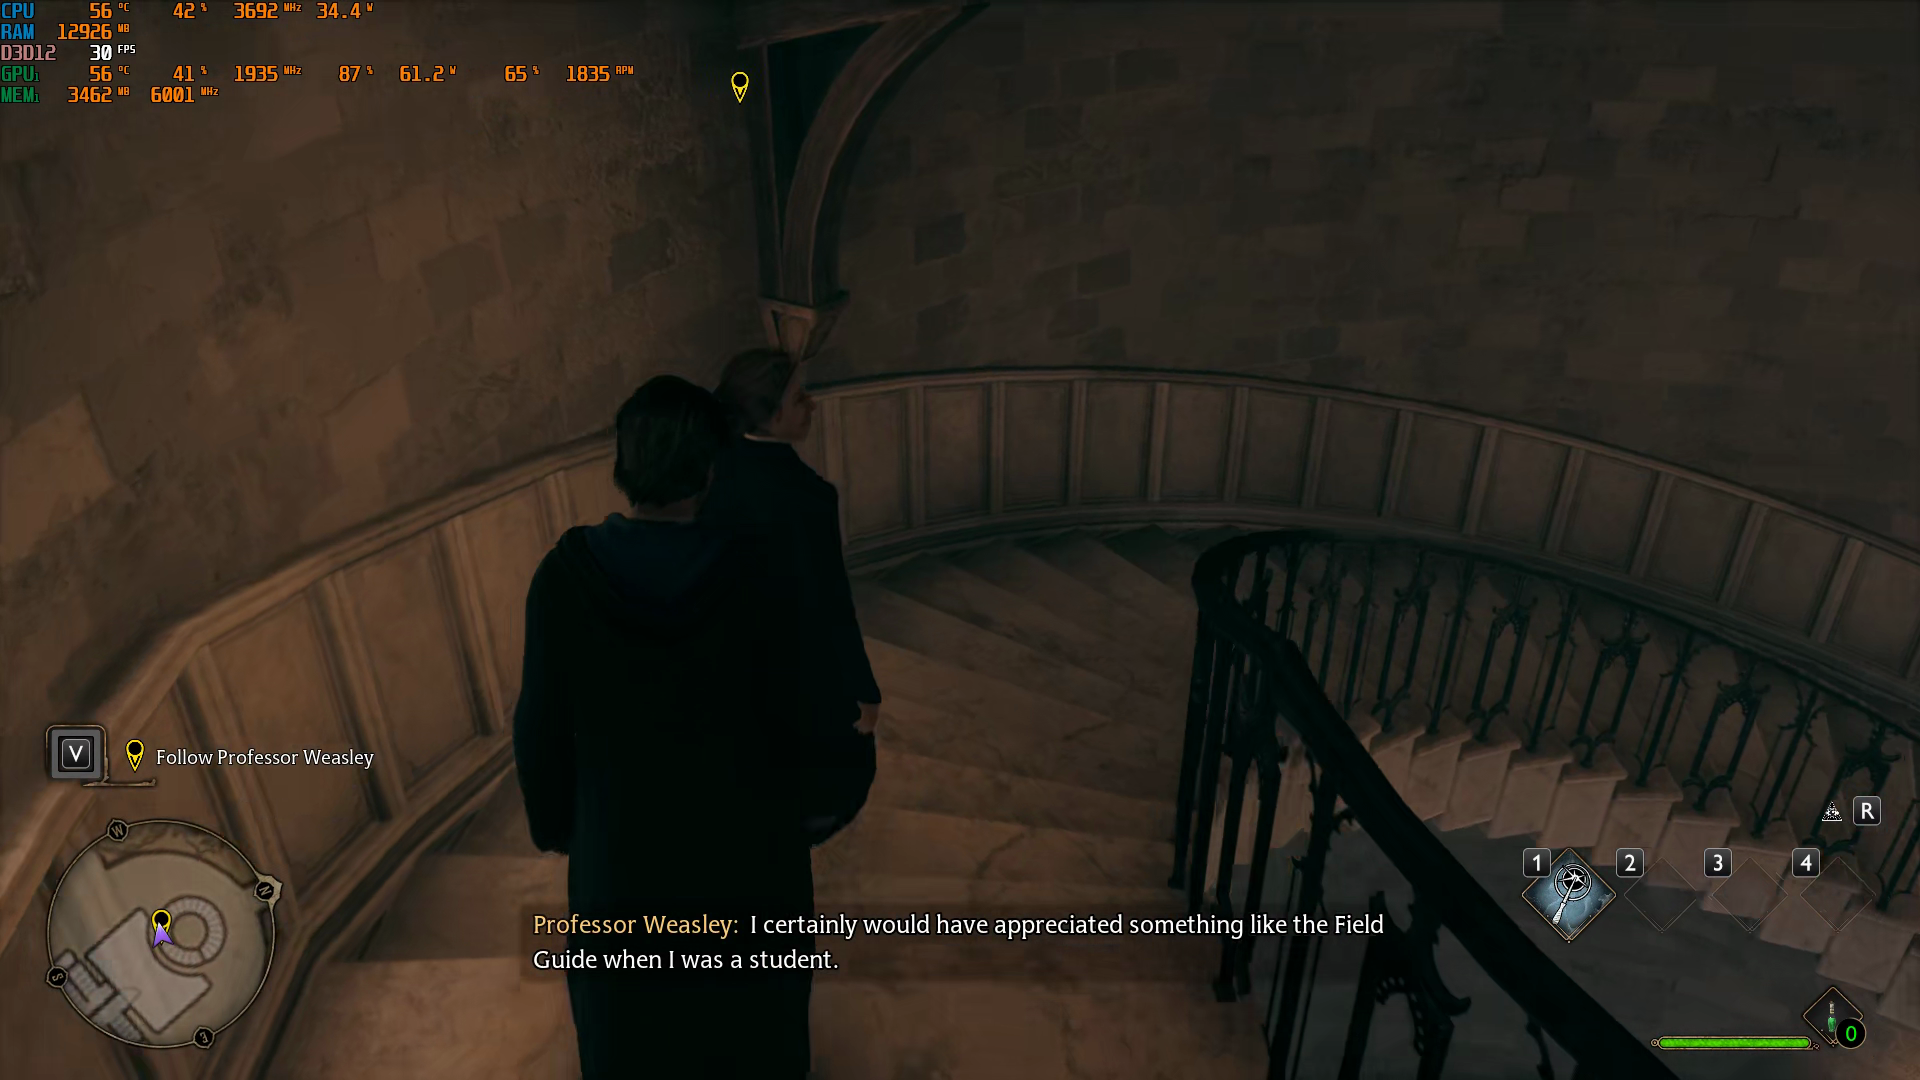 CPU 56 °C 42 % 3692 MHz 34.4 W
RAM 12926 MB
D3D12 30 FPS
GPU1 56 °C 41 % 1935 MHz 87 % 61.2 W 65 % 1835 RPM
MEM1 3462 MB 6001 MHz
V Follow Professor Weasley
W
N
S
E
R
1 2 3 4
Professor Weasley: I certainly would have appreciated something like the Field
Guide when I was a student.
0